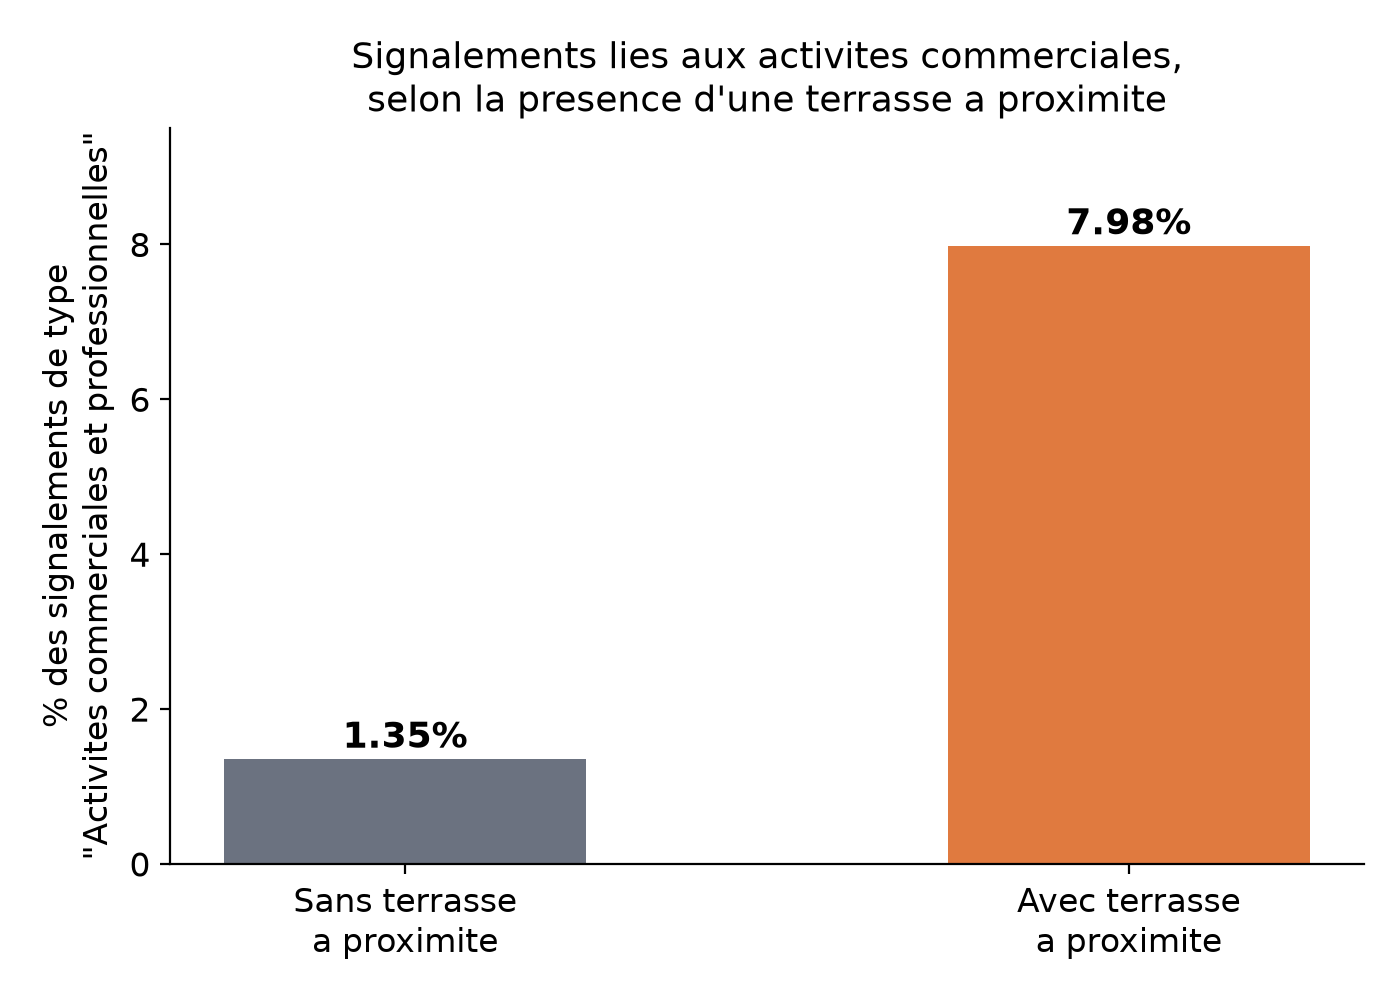 Signalements lies aux activites commerciales,
selon la presence d'une terrasse a proximite
% des signalements de type
"Activites commerciales et professionnelles"
8
6
4
2
0
7.98%
1.35%
Sans terrasse
a proximite
Avec terrasse
a proximite